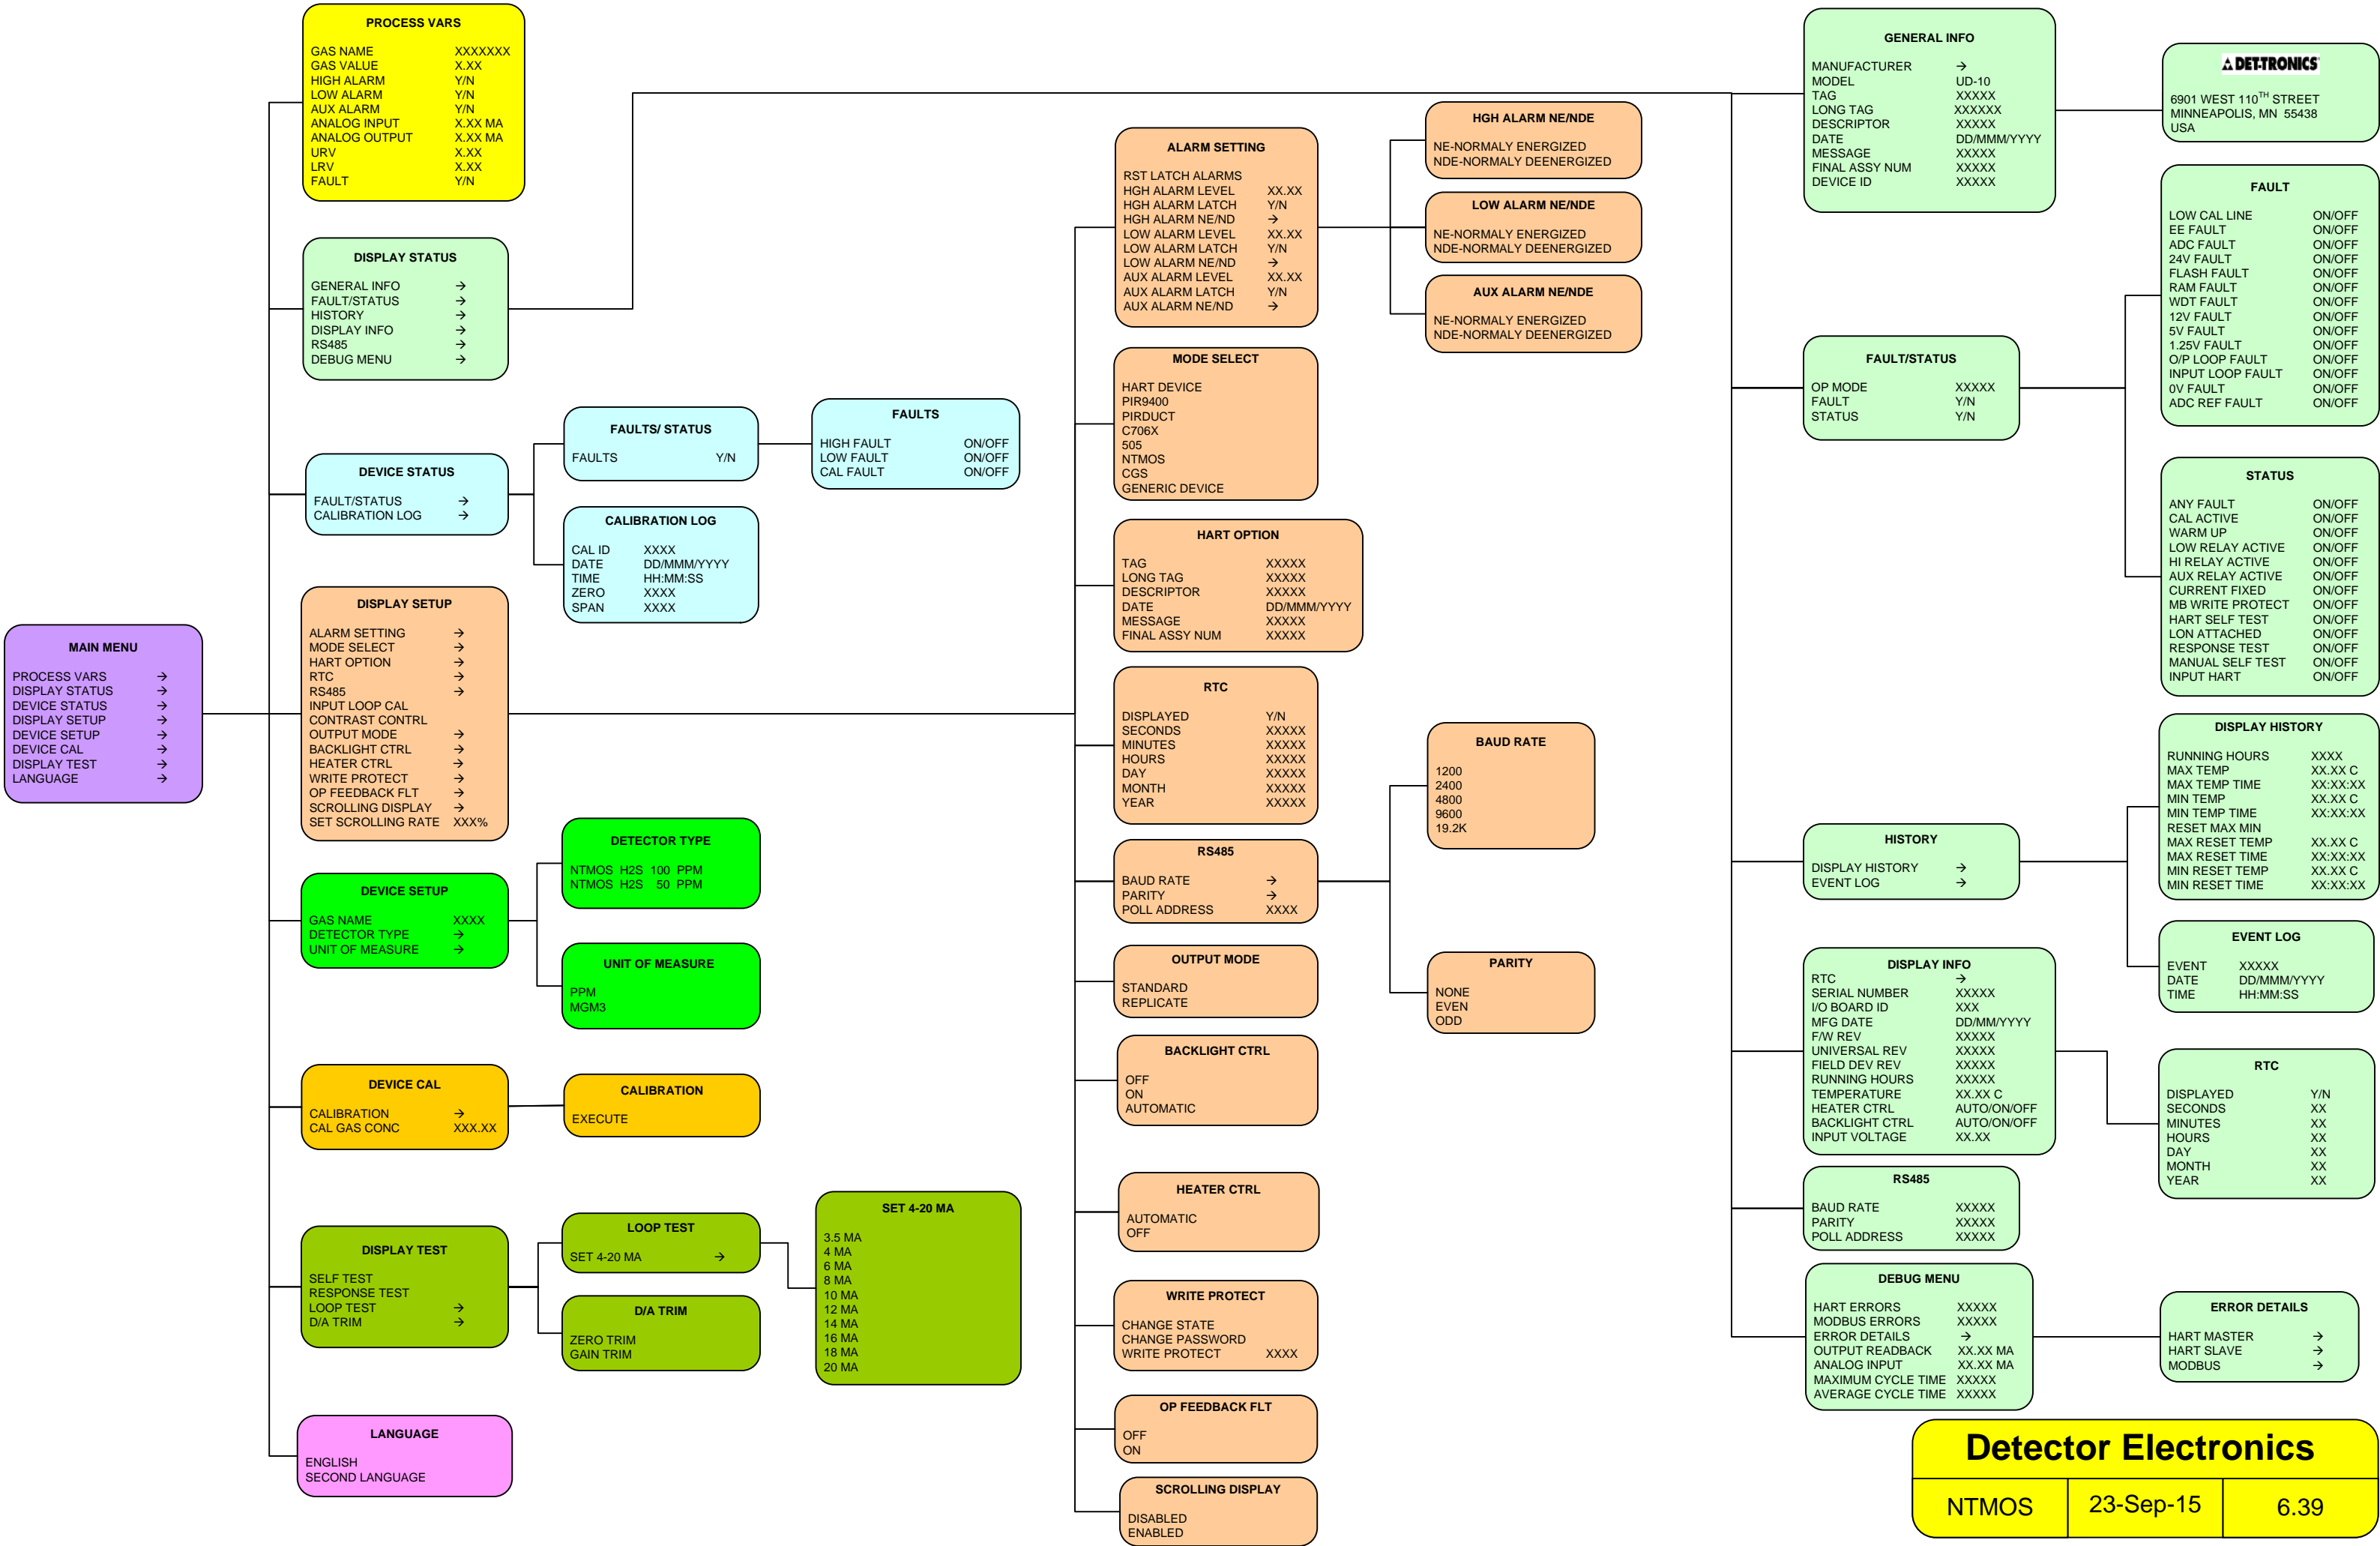 MAIN MENU
PROCESS VARS →
DISPLAY STATUS →
DEVICE STATUS →
DISPLAY SETUP →
DEVICE SETUP →
DEVICE CAL →
DISPLAY TEST →
LANGUAGE →
PROCESS VARS
GAS NAME XXXXXXX
GAS VALUE X.XX
HIGH ALARM Y/N
LOW ALARM Y/N
AUX ALARM Y/N
ANALOG INPUT X.XX MA
ANALOG OUTPUT X.XX MA
URV X.XX
LRV X.XX
FAULT Y/N
DISPLAY STATUS
GENERAL INFO →
FAULT/STATUS →
HISTORY →
DISPLAY INFO →
RS485 →
DEBUG MENU →
DEVICE STATUS
FAULT/STATUS →
CALIBRATION LOG →
FAULTS/ STATUS
FAULTS Y/N
FAULTS
HIGH FAULT ON/OFF
LOW FAULT ON/OFF
CAL FAULT ON/OFF
CALIBRATION LOG
CAL ID XXXX
DATE DD/MMM/YYYY
TIME HH:MM:SS
ZERO XXXX
SPAN XXXX
DISPLAY SETUP
ALARM SETTING →
MODE SELECT →
HART OPTION →
RTC →
RS485 →
INPUT LOOP CAL
CONTRAST CONTRL
OUTPUT MODE →
BACKLIGHT CTRL →
HEATER CTRL →
WRITE PROTECT →
OP FEEDBACK FLT →
SCROLLING DISPLAY →
SET SCROLLING RATE XXX%
DEVICE SETUP
GAS NAME XXXX
DETECTOR TYPE →
UNIT OF MEASURE →
DETECTOR TYPE
NTMOS H2S 100 PPM
NTMOS H2S 50 PPM
UNIT OF MEASURE
PPM
MGM3
DEVICE CAL
CALIBRATION →
CAL GAS CONC XXX.XX
CALIBRATION
EXECUTE
DISPLAY TEST
SELF TEST
RESPONSE TEST
LOOP TEST →
D/A TRIM →
LOOP TEST
SET 4-20 MA →
D/A TRIM
ZERO TRIM
GAIN TRIM
SET 4-20 MA
3.5 MA
4 MA
6 MA
8 MA
10 MA
12 MA
14 MA
16 MA
18 MA
20 MA
LANGUAGE
ENGLISH
SECOND LANGUAGE
ALARM SETTING
RST LATCH ALARMS
HGH ALARM LEVEL XX.XX
HGH ALARM LATCH Y/N
HGH ALARM NE/ND →
LOW ALARM LEVEL XX.XX
LOW ALARM LATCH Y/N
LOW ALARM NE/ND →
AUX ALARM LEVEL XX.XX
AUX ALARM LATCH Y/N
AUX ALARM NE/ND →
HGH ALARM NE/NDE
NE-NORMALY ENERGIZED
NDE-NORMALY DEENERGIZED
LOW ALARM NE/NDE
NE-NORMALY ENERGIZED
NDE-NORMALY DEENERGIZED
AUX ALARM NE/NDE
NE-NORMALY ENERGIZED
NDE-NORMALY DEENERGIZED
MODE SELECT
HART DEVICE
PIR9400
PIRDUCT
C706X
505
NTMOS
CGS
GENERIC DEVICE
HART OPTION
TAG XXXXX
LONG TAG XXXXX
DESCRIPTOR XXXXX
DATE DD/MMM/YYYY
MESSAGE XXXXX
FINAL ASSY NUM XXXXX
RTC
DISPLAYED Y/N
SECONDS XXXXX
MINUTES XXXXX
HOURS XXXXX
DAY XXXXX
MONTH XXXXX
YEAR XXXXX
RS485
BAUD RATE →
PARITY →
POLL ADDRESS XXXX
BAUD RATE
1200
2400
4800
9600
19.2K
PARITY
NONE
EVEN
ODD
OUTPUT MODE
STANDARD
REPLICATE
BACKLIGHT CTRL
OFF
ON
AUTOMATIC
HEATER CTRL
AUTOMATIC
OFF
WRITE PROTECT
CHANGE STATE
CHANGE PASSWORD
WRITE PROTECT XXXX
OP FEEDBACK FLT
OFF
ON
SCROLLING DISPLAY
DISABLED
ENABLED
GENERAL INFO
MANUFACTURER →
MODEL UD-10
TAG XXXXX
LONG TAG XXXXXX
DESCRIPTOR XXXXX
DATE DD/MMM/YYYY
MESSAGE XXXXX
FINAL ASSY NUM XXXXX
DEVICE ID XXXXX
DET-TRONICS
6901 WEST 110TH STREET
MINNEAPOLIS, MN 55438
USA
FAULT/STATUS
OP MODE XXXXX
FAULT Y/N
STATUS Y/N
FAULT
LOW CAL LINE ON/OFF
EE FAULT ON/OFF
ADC FAULT ON/OFF
24V FAULT ON/OFF
FLASH FAULT ON/OFF
RAM FAULT ON/OFF
WDT FAULT ON/OFF
12V FAULT ON/OFF
5V FAULT ON/OFF
1.25V FAULT ON/OFF
O/P LOOP FAULT ON/OFF
INPUT LOOP FAULT ON/OFF
0V FAULT ON/OFF
ADC REF FAULT ON/OFF
STATUS
ANY FAULT ON/OFF
CAL ACTIVE ON/OFF
WARM UP ON/OFF
LOW RELAY ACTIVE ON/OFF
HI RELAY ACTIVE ON/OFF
AUX RELAY ACTIVE ON/OFF
CURRENT FIXED ON/OFF
MB WRITE PROTECT ON/OFF
HART SELF TEST ON/OFF
LON ATTACHED ON/OFF
RESPONSE TEST ON/OFF
MANUAL SELF TEST ON/OFF
INPUT HART ON/OFF
HISTORY
DISPLAY HISTORY →
EVENT LOG →
DISPLAY HISTORY
RUNNING HOURS XXXX
MAX TEMP XX.XX C
MAX TEMP TIME XX:XX:XX
MIN TEMP XX.XX C
MIN TEMP TIME XX:XX:XX
RESET MAX MIN
MAX RESET TEMP XX.XX C
MAX RESET TIME XX:XX:XX
MIN RESET TEMP XX.XX C
MIN RESET TIME XX:XX:XX
EVENT LOG
EVENT XXXXX
DATE DD/MMM/YYYY
TIME HH:MM:SS
DISPLAY INFO
RTC →
SERIAL NUMBER XXXXX
I/O BOARD ID XXX
MFG DATE DD/MM/YYYY
F/W REV XXXXX
UNIVERSAL REV XXXXX
FIELD DEV REV XXXXX
RUNNING HOURS XXXXX
TEMPERATURE XX.XX C
HEATER CTRL AUTO/ON/OFF
BACKLIGHT CTRL AUTO/ON/OFF
INPUT VOLTAGE XX.XX
RTC
DISPLAYED Y/N
SECONDS XX
MINUTES XX
HOURS XX
DAY XX
MONTH XX
YEAR XX
RS485
BAUD RATE XXXXX
PARITY XXXXX
POLL ADDRESS XXXXX
DEBUG MENU
HART ERRORS XXXXX
MODBUS ERRORS XXXXX
ERROR DETAILS →
OUTPUT READBACK XX.XX MA
ANALOG INPUT XX.XX MA
MAXIMUM CYCLE TIME XXXXX
AVERAGE CYCLE TIME XXXXX
ERROR DETAILS
HART MASTER →
HART SLAVE →
MODBUS →
Detector Electronics
NTMOS 23-Sep-15 6.39